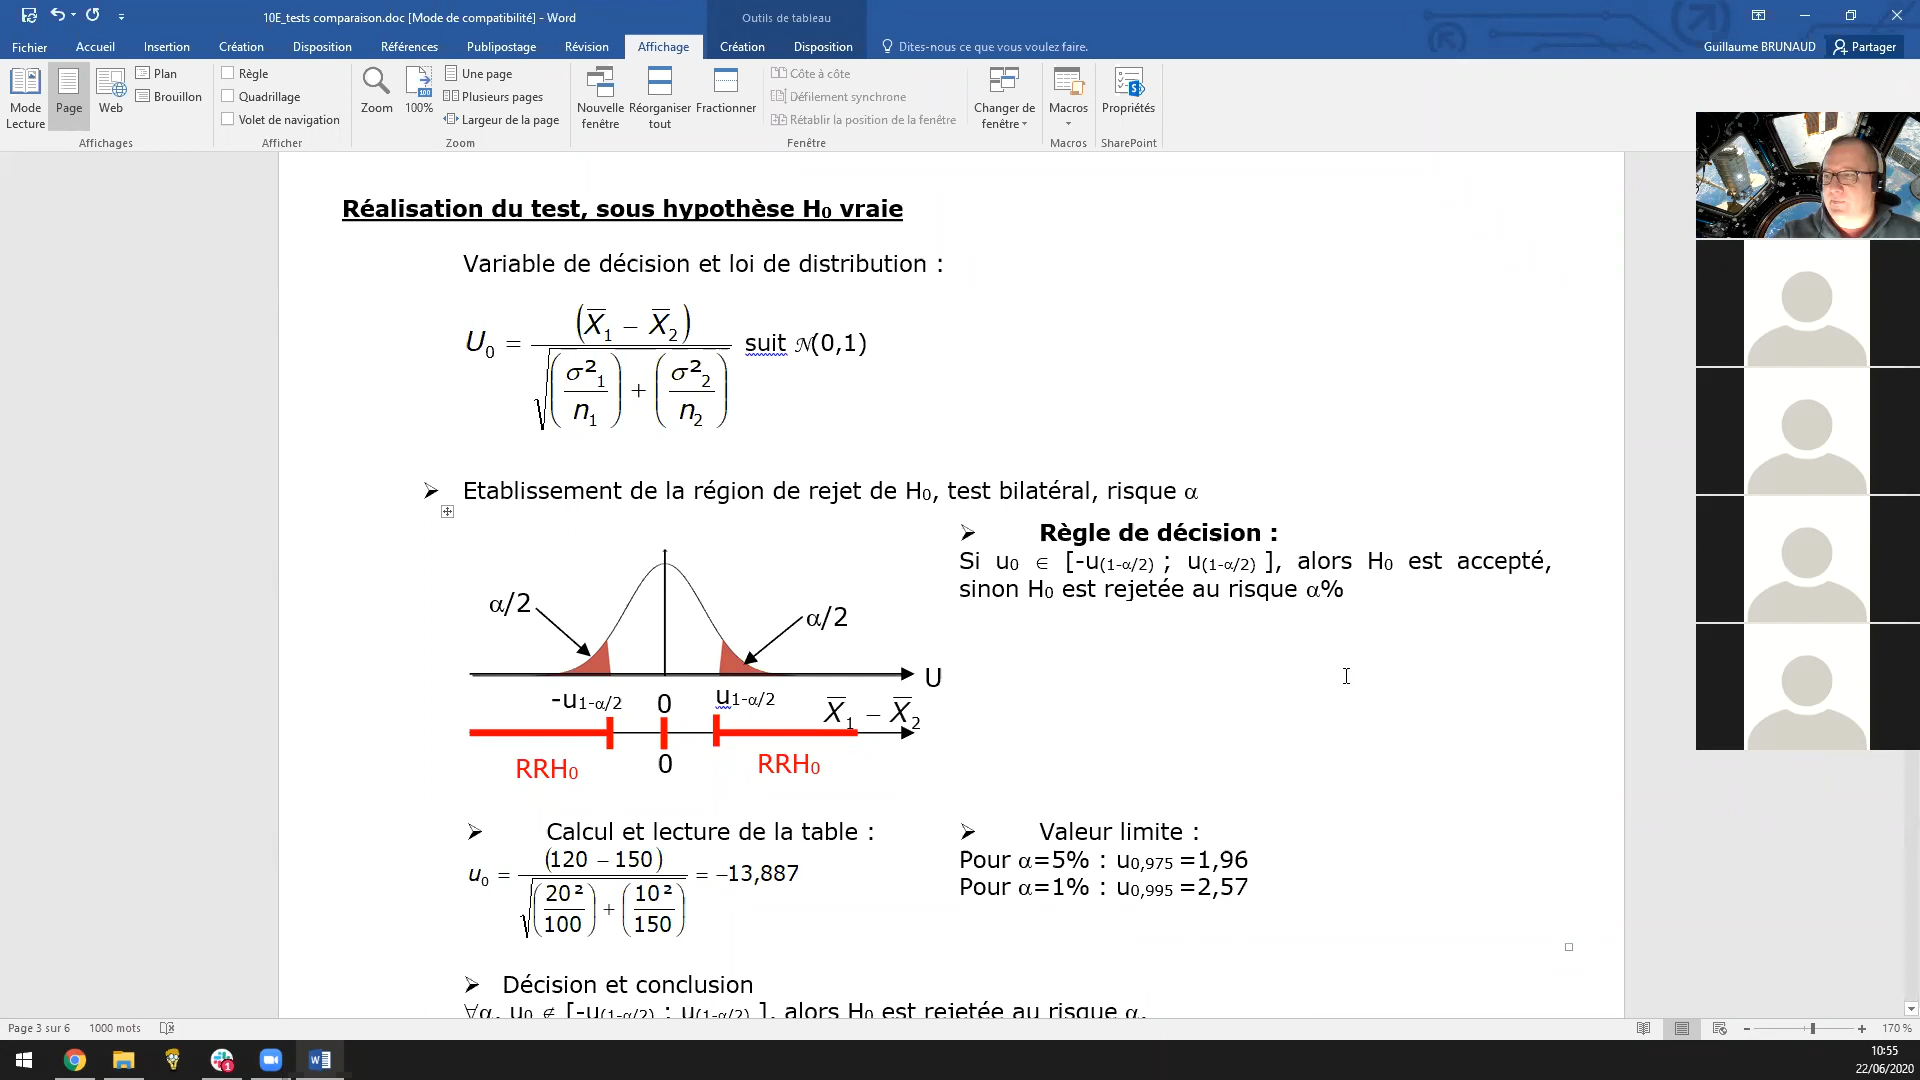 10E_tests comparaison.doc [Mode de compatibilité] - Word
Outils de tableau
Fichier Accueil Insertion Création Disposition Références Publipostage Révision Affichage Création Disposition Dites-nous ce que vous voulez faire. Guillaume BRUNAUD Partager
Mode Lecture
Page
Web
Plan
Brouillon
Affichages
Règle
Quadrillage
Volet de navigation
Afficher
Zoom
100%
Une page
Plusieurs pages
Largeur de la page
Zoom
Nouvelle fenêtre
Réorganiser tout
Fractionner
Côte à côte
Défilement synchrone
Rétablir la position de la fenêtre
Changer de fenêtre
Fenêtre
Macros
Macros
Propriétés
SharePoint
Réalisation du test, sous hypothèse H₀ vraie
Variable de décision et loi de distribution :
U₀ = (X̅₁ − X̅₂) / √((σ²₁/n₁) + (σ²₂/n₂)) suit 𝒩(0,1)
➢ Etablissement de la région de rejet de H₀, test bilatéral, risque α
➢ Règle de décision :
Si u₀ ∈ [-u(1-α/2) ; u(1-α/2) ], alors H₀ est accepté,
sinon H₀ est rejetée au risque α%
α/2
α/2
U
-u1-α/2 0 u1-α/2
X̅₁ − X̅₂
RRH₀ 0 RRH₀
➢ Calcul et lecture de la table :
u₀ = (120 − 150) / √((20²/100) + (10²/150)) = −13,887
➢ Valeur limite :
Pour α=5% : u0,975 =1,96
Pour α=1% : u0,995 =2,57
➢ Décision et conclusion
∀α, u₀ ∉ [-u(1-α/2) ; u(1-α/2) ], alors H₀ est rejetée au risque α.
Page 3 sur 6 1000 mots
170 %
1
10:55
22/06/2020